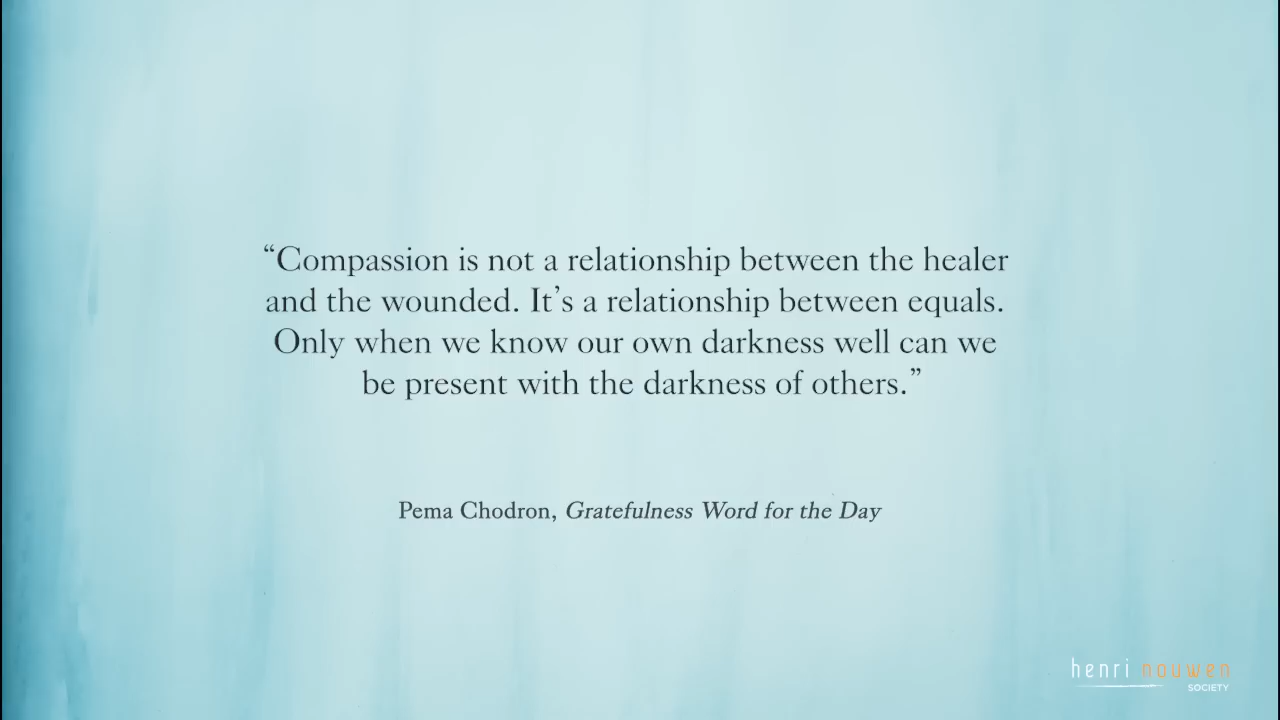 “Compassion is not a relationship between the healer
and the wounded. It’s a relationship between equals.
Only when we know our own darkness well can we
be present with the darkness of others.”
Pema Chodron, Gratefulness Word for the Day
henri nouwen
SOCIETY